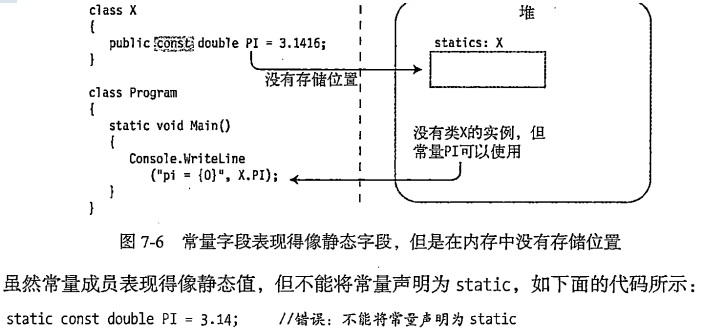 class X
{
public const double PI = 3.1416;
}
没有存储位置
堆
statics: X
class Program
{
static void Main()
{
Console.WriteLine
("pi = {0}", X.PI);
}
}
没有类X的实例，但
常量PI可以使用
图 7-6 常量字段表现得像静态字段，但是在内存中没有存储位置
虽然常量成员表现得像静态值，但不能将常量声明为 static，如下面的代码所示：
static const double PI = 3.14; //错误：不能将常量声明为 static